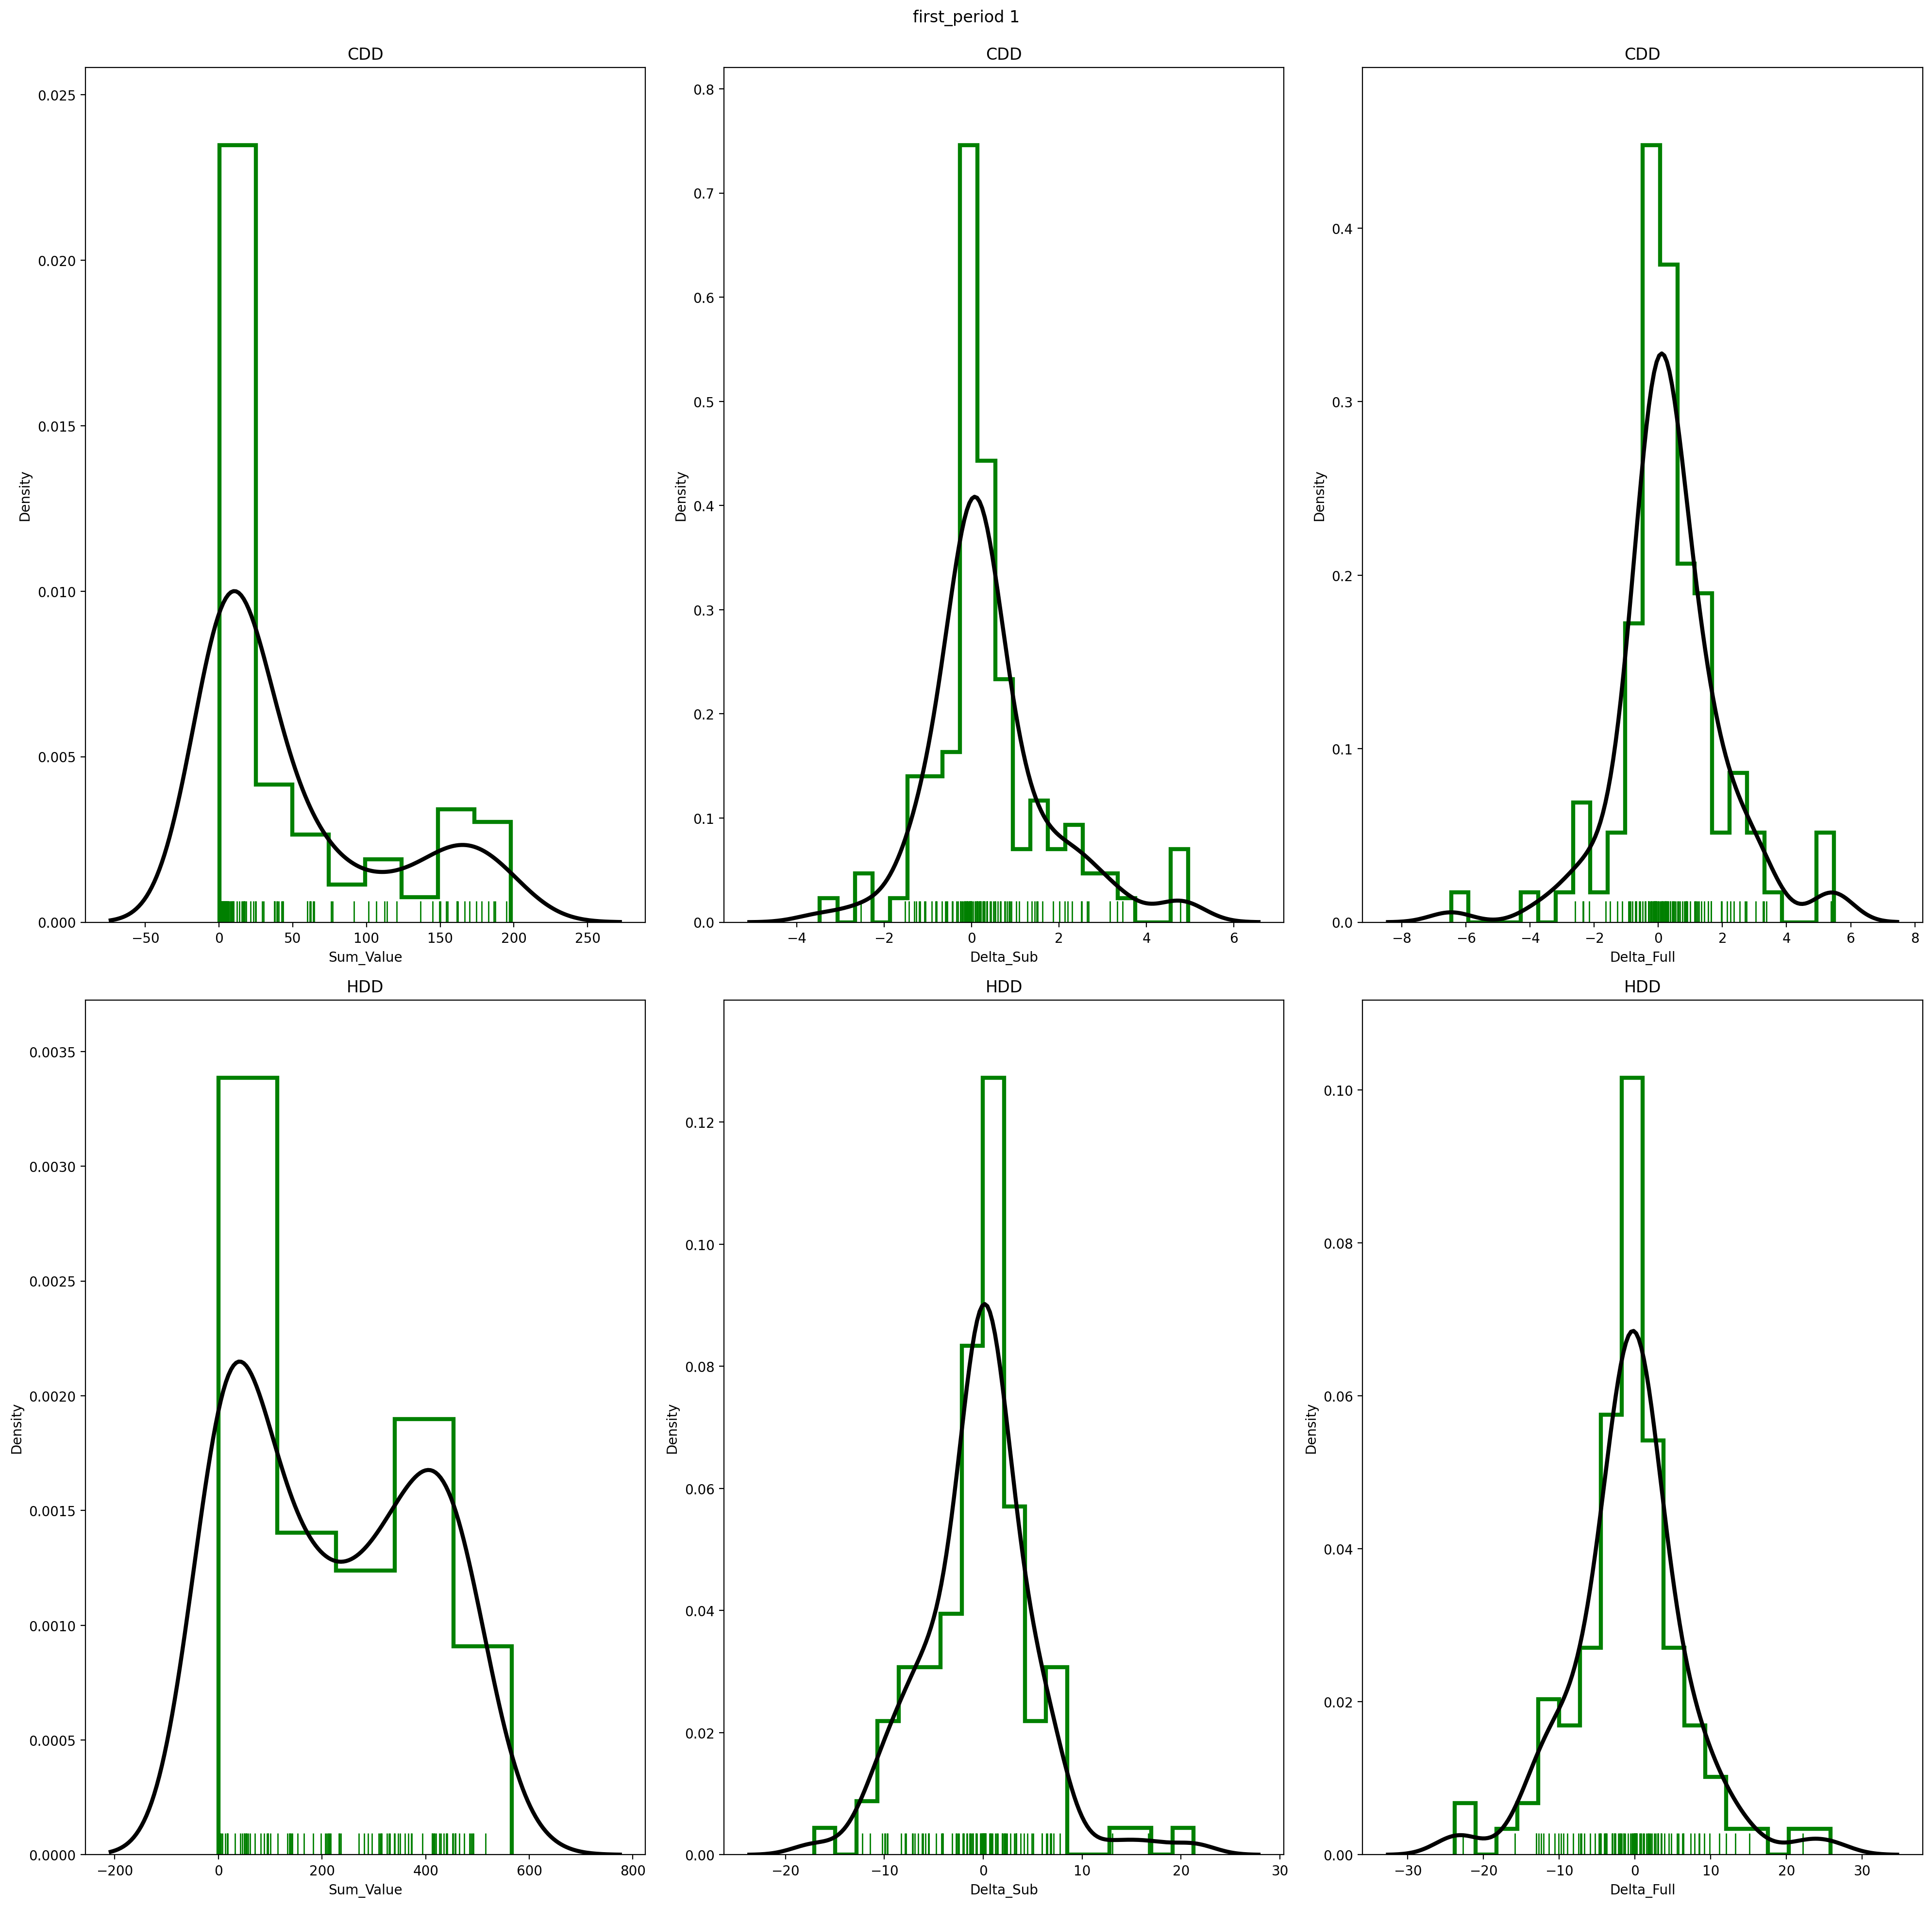 first_period 1
CDD
CDD
CDD
0.025
0.020
0.015
0.010
0.005
0.000
Density
−50 0 50 100 150 200 250
Sum_Value
0.8
0.7
0.6
0.5
0.4
0.3
0.2
0.1
0.0
Density
−4 −2 0 2 4 6
Delta_Sub
0.4
0.3
0.2
0.1
0.0
Density
−8 −6 −4 −2 0 2 4 6 8
Delta_Full
HDD
HDD
HDD
0.0035
0.0030
0.0025
0.0020
0.0015
0.0010
0.0005
0.0000
Density
−200 0 200 400 600 800
Sum_Value
0.12
0.10
0.08
0.06
0.04
0.02
0.00
Density
−20 −10 0 10 20 30
Delta_Sub
0.10
0.08
0.06
0.04
0.02
0.00
Density
−30 −20 −10 0 10 20 30
Delta_Full